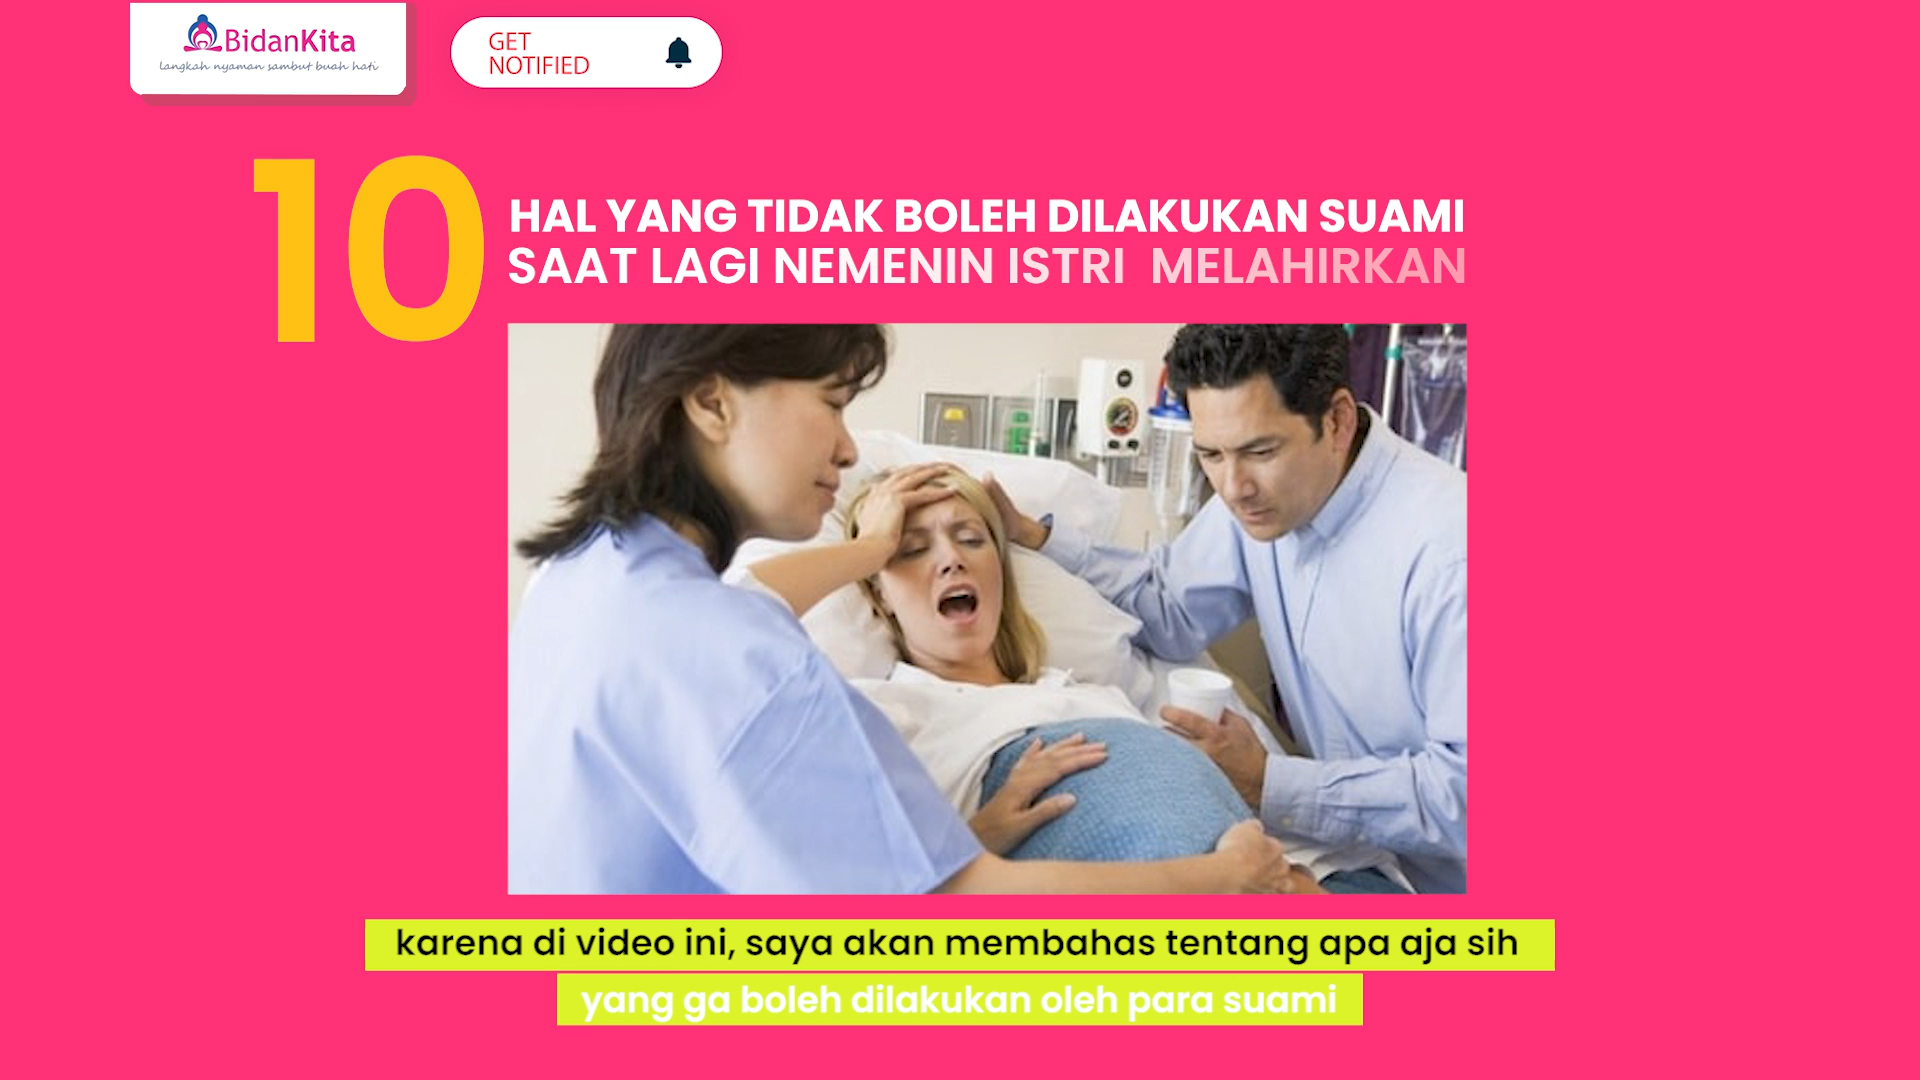 BidanKita
langkah nyaman sambut buah hati
GET
NOTIFIED
10
HAL YANG TIDAK BOLEH DILAKUKAN SUAMI
SAAT LAGI NEMENIN ISTRI MELAHIRKAN
karena di video ini, saya akan membahas tentang apa aja sih
yang ga boleh dilakukan oleh para suami